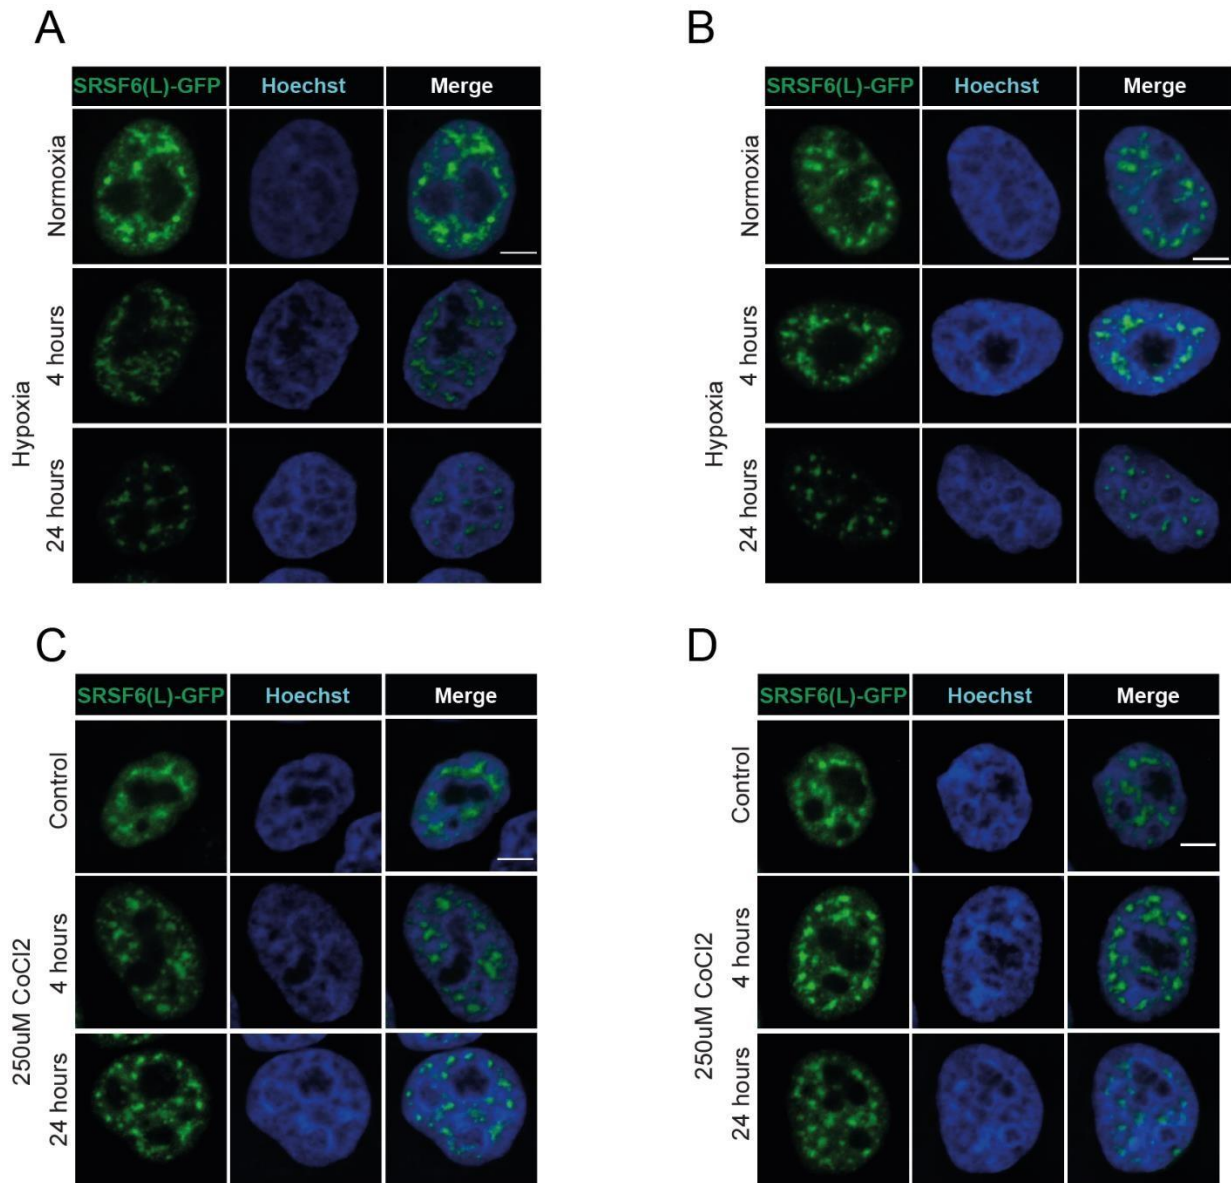 A
SRSF6(L)-GFP Hoechst Merge
Normoxia
Hypoxia
4 hours
24 hours
B
SRSF6(L)-GFP Hoechst Merge
Normoxia
Hypoxia
4 hours
24 hours
C
SRSF6(L)-GFP Hoechst Merge
Control
250uM CoCl2
4 hours
24 hours
D
SRSF6(L)-GFP Hoechst Merge
Control
250uM CoCl2
4 hours
24 hours